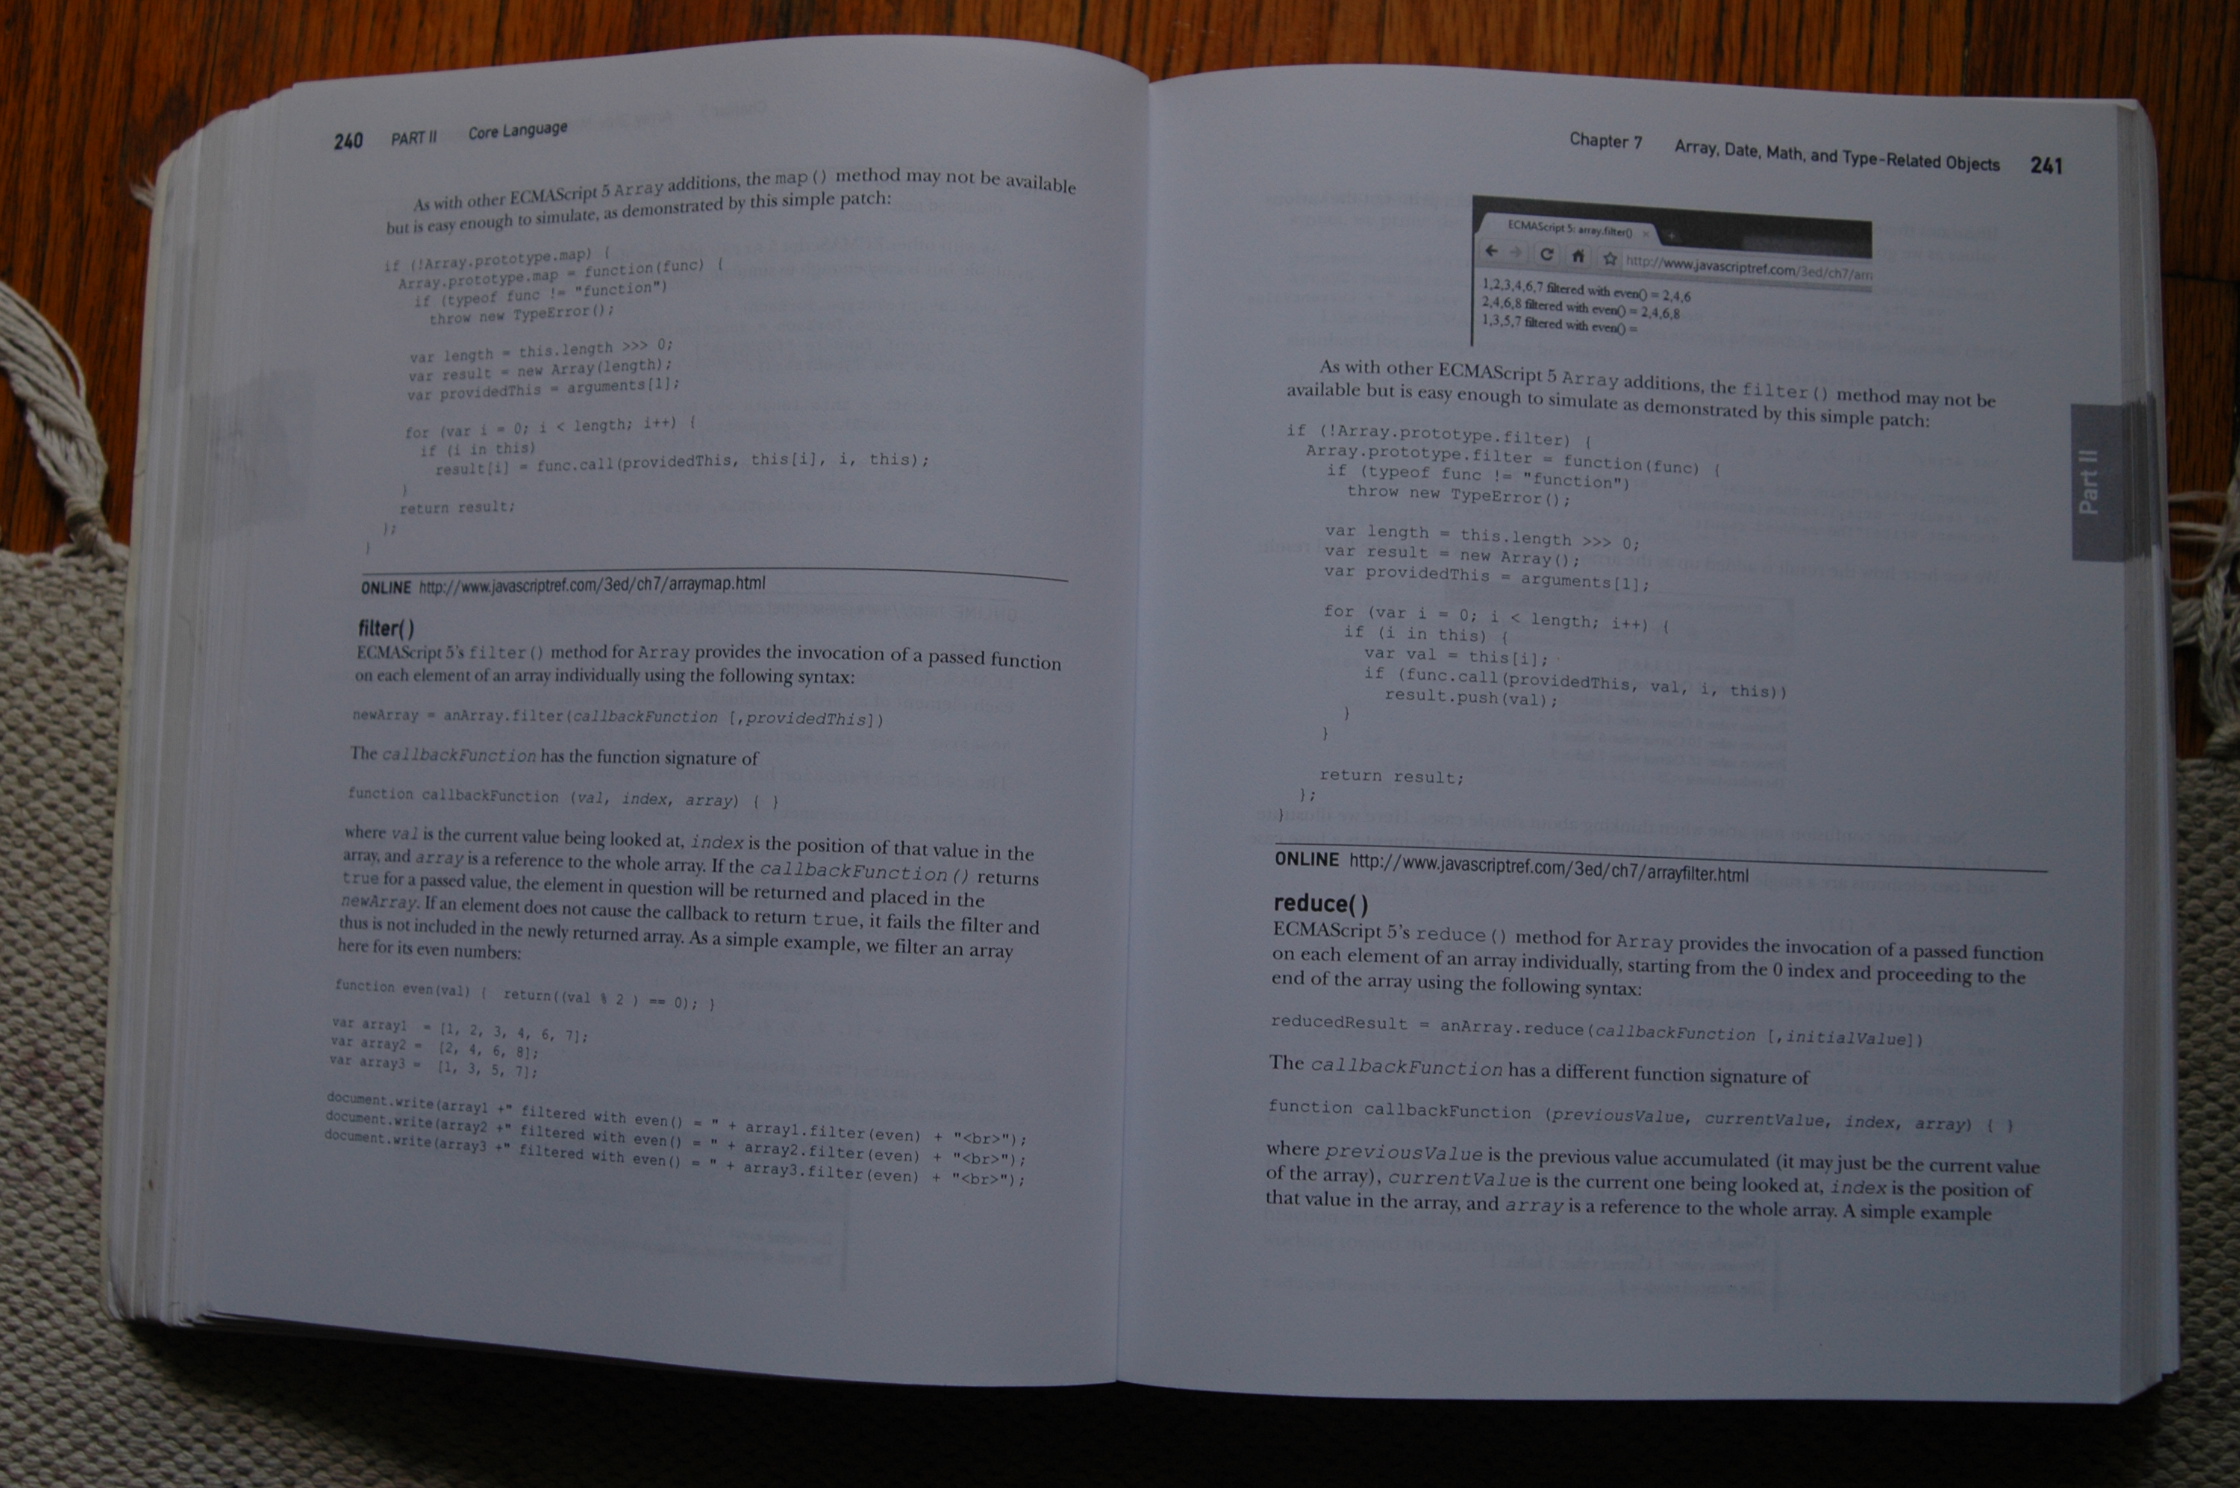 240 PART II Core Language
As with other ECMAScript 5 Array additions, the map() method may not be available
but is easy enough to simulate, as demonstrated by this simple patch:
if (!Array.prototype.map) {
Array.prototype.map = function(func) {
if (typeof func != "function")
throw new TypeError();
var length = this.length >>> 0;
var result = new Array(length);
var providedThis = arguments[1];
for (var i = 0; i < length; i++) {
if (i in this)
result[i] = func.call(providedThis, this[i], i, this);
}
return result;
};
}
ONLINE http://www.javascriptref.com/3ed/ch7/arraymap.html
filter()
ECMAScript 5's filter() method for Array provides the invocation of a passed function
on each element of an array individually using the following syntax:
newArray = anArray.filter(callbackFunction [,providedThis])
The callbackFunction has the function signature of
function callbackFunction (val, index, array) { }
where val is the current value being looked at, index is the position of that value in the
array, and array is a reference to the whole array. If the callbackFunction() returns
true for a passed value, the element in question will be returned and placed in the
newArray. If an element does not cause the callback to return true, it fails the filter and
thus is not included in the newly returned array. As a simple example, we filter an array
here for its even numbers:
function even(val) { return((val % 2 ) == 0); }
var array1 = [1, 2, 3, 4, 6, 7];
var array2 = [2, 4, 6, 8];
var array3 = [1, 3, 5, 7];
document.write(array1 +" filtered with even() = " + array1.filter(even) + "<br>");
document.write(array2 +" filtered with even() = " + array2.filter(even) + "<br>");
document.write(array3 +" filtered with even() = " + array3.filter(even) + "<br>");
Chapter 7 Array, Date, Math, and Type-Related Objects 241
Part II
ECMAScript 5: array.filter()
http://www.javascriptref.com/3ed/ch7/arr
1,2,3,4,6,7 filtered with even() = 2,4,6
2,4,6,8 filtered with even() = 2,4,6,8
1,3,5,7 filtered with even() =
As with other ECMAScript 5 Array additions, the filter() method may not be
available but is easy enough to simulate as demonstrated by this simple patch:
if (!Array.prototype.filter) {
Array.prototype.filter = function(func) {
if (typeof func != "function")
throw new TypeError();
var length = this.length >>> 0;
var result = new Array();
var providedThis = arguments[1];
for (var i = 0; i < length; i++) {
if (i in this) {
var val = this[i];
if (func.call(providedThis, val, i, this))
result.push(val);
}
}
return result;
};
}
ONLINE http://www.javascriptref.com/3ed/ch7/arrayfilter.html
reduce()
ECMAScript 5's reduce() method for Array provides the invocation of a passed function
on each element of an array individually, starting from the 0 index and proceeding to the
end of the array using the following syntax:
reducedResult = anArray.reduce(callbackFunction [,initialValue])
The callbackFunction has a different function signature of
function callbackFunction (previousValue, currentValue, index, array) { }
where previousValue is the previous value accumulated (it may just be the current value
of the array), currentValue is the current one being looked at, index is the position of
that value in the array, and array is a reference to the whole array. A simple example